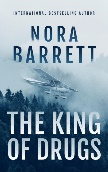 INTERNATIONAL BESTSELLING AUTHOR
NORA
BARRETT
THE KING
OF DRUGS